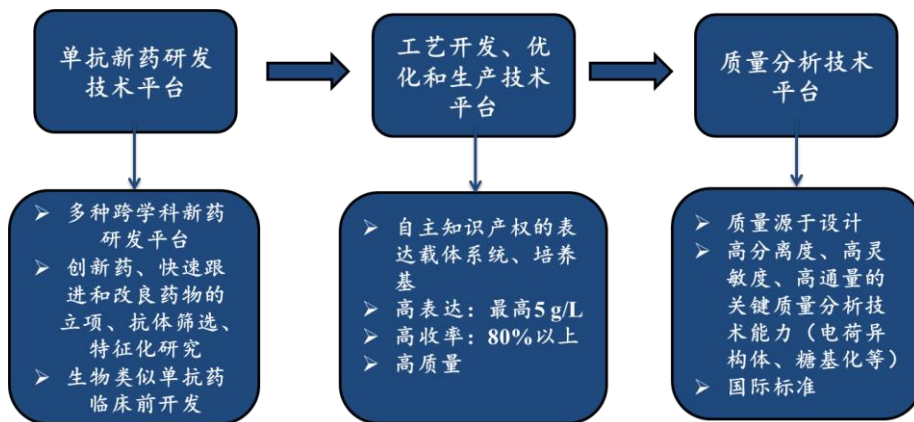 单抗新药研发
技术平台
工艺开发、优
化和生产技术
平台
质量分析技术
平台
➢ 多种跨学科新药
研发平台
➢ 创新药、快速跟
进和改良药物的
立项、抗体筛选、
特征化研究
➢ 生物类似单抗药
临床前开发
➢ 自主知识产权的表
达载体系统、培养
基
➢ 高表达：最高5 g/L
➢ 高收率：80%以上
➢ 高质量
➢ 质量源于设计
➢ 高分离度、高灵
敏度、高通量的
关键质量分析技
术能力（电荷异
构体、糖基化等）
➢ 国际标准